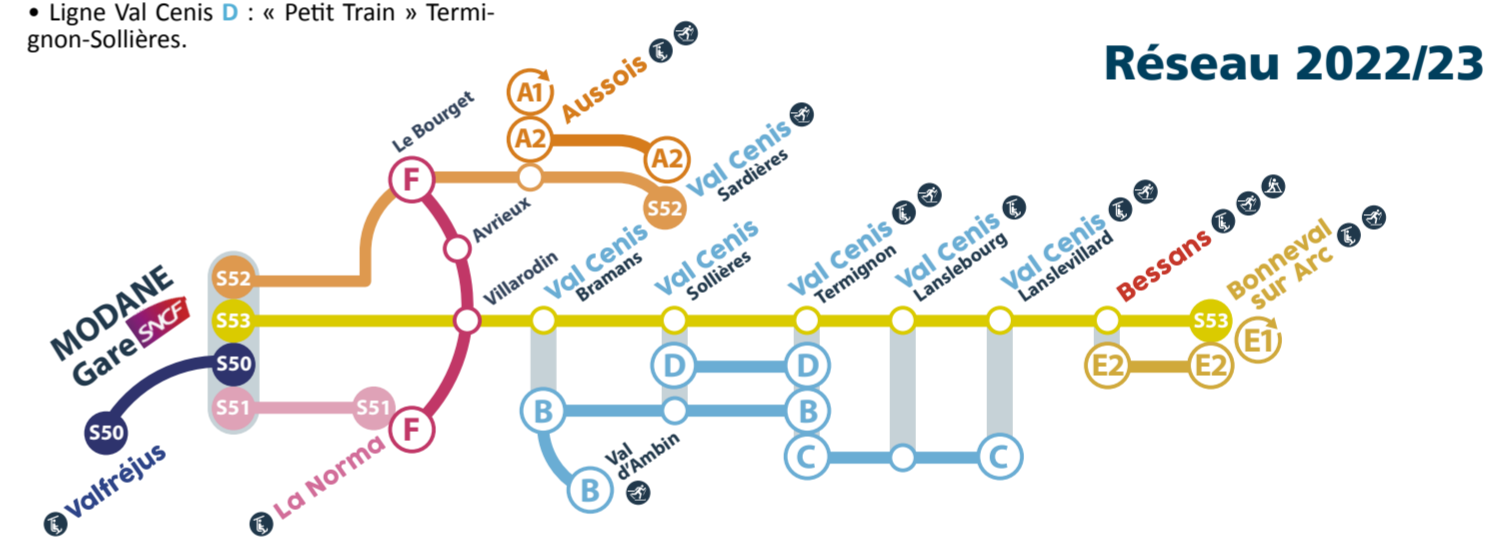 • Ligne Val Cenis D : « Petit Train » Termi-
gnon-Sollières.
Réseau 2022/23
MODANE
Gare SNCF
S52
S53
S50
S51
S50
Valfréjus
S51
La Norma
F
Le Bourget
F
Avrieux
Villarodin
A1
A2
Aussois
A2
S52
Val Cenis
Sardières
Val Cenis
Bramans
Val Cenis
Sollières
Val Cenis
Termignon
Val Cenis
Lanslebourg
Val Cenis
Lanslevillard
Bessans
Bonneval
sur Arc
S53
E1
E2
E2
D
D
B
B
B
Val
d'Ambin
C
C